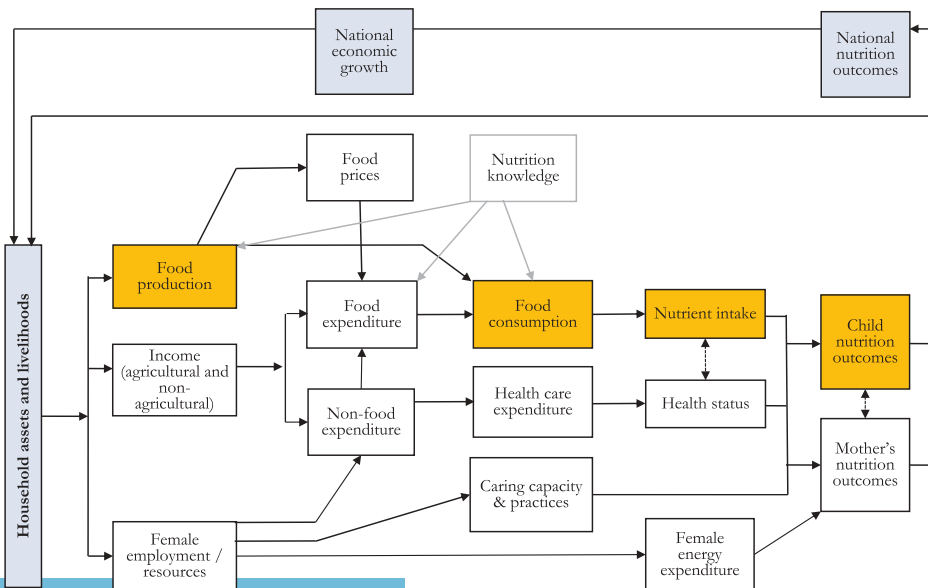 National
economic
growth
National
nutrition
outcomes
Food
prices
Nutrition
knowledge
Household assets and livelihoods
Food
production
Food
expenditure
Food
consumption
Nutrient intake
Child
nutrition
outcomes
Income
(agricultural and
non-
agricultural)
Non-food
expenditure
Health care
expenditure
Health status
Mother's
nutrition
outcomes
Caring capacity
& practices
Female
employment /
resources
Female
energy
expenditure